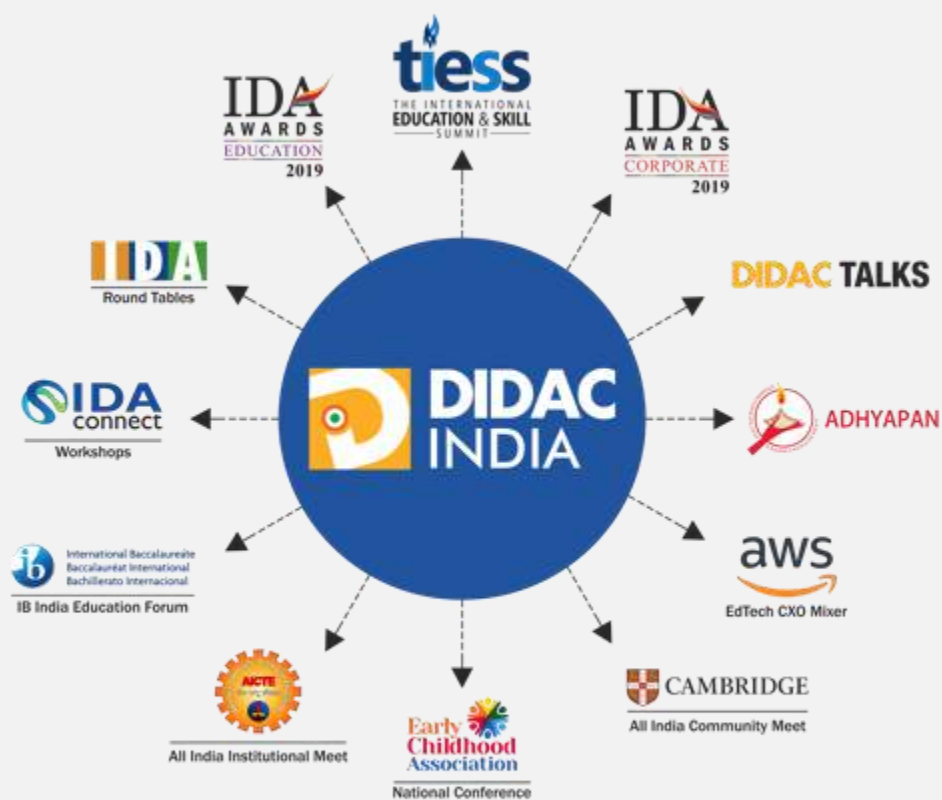 tiess
THE INTERNATIONAL
EDUCATION & SKILL
SUMMIT
IDA
AWARDS
EDUCATION
2019
IDA
AWARDS
CORPORATE
2019
IDA
Round Tables
DIDAC TALKS
IDA
connect
Workshops
DIDAC
INDIA
ADHYAPAN
ib
International Baccalaureate
Baccalauréat International
Bachillerato Internacional
IB India Education Forum
aws
EdTech CXO Mixer
AICTE
All India Institutional Meet
Early
Childhood
Association
National Conference
CAMBRIDGE
All India Community Meet